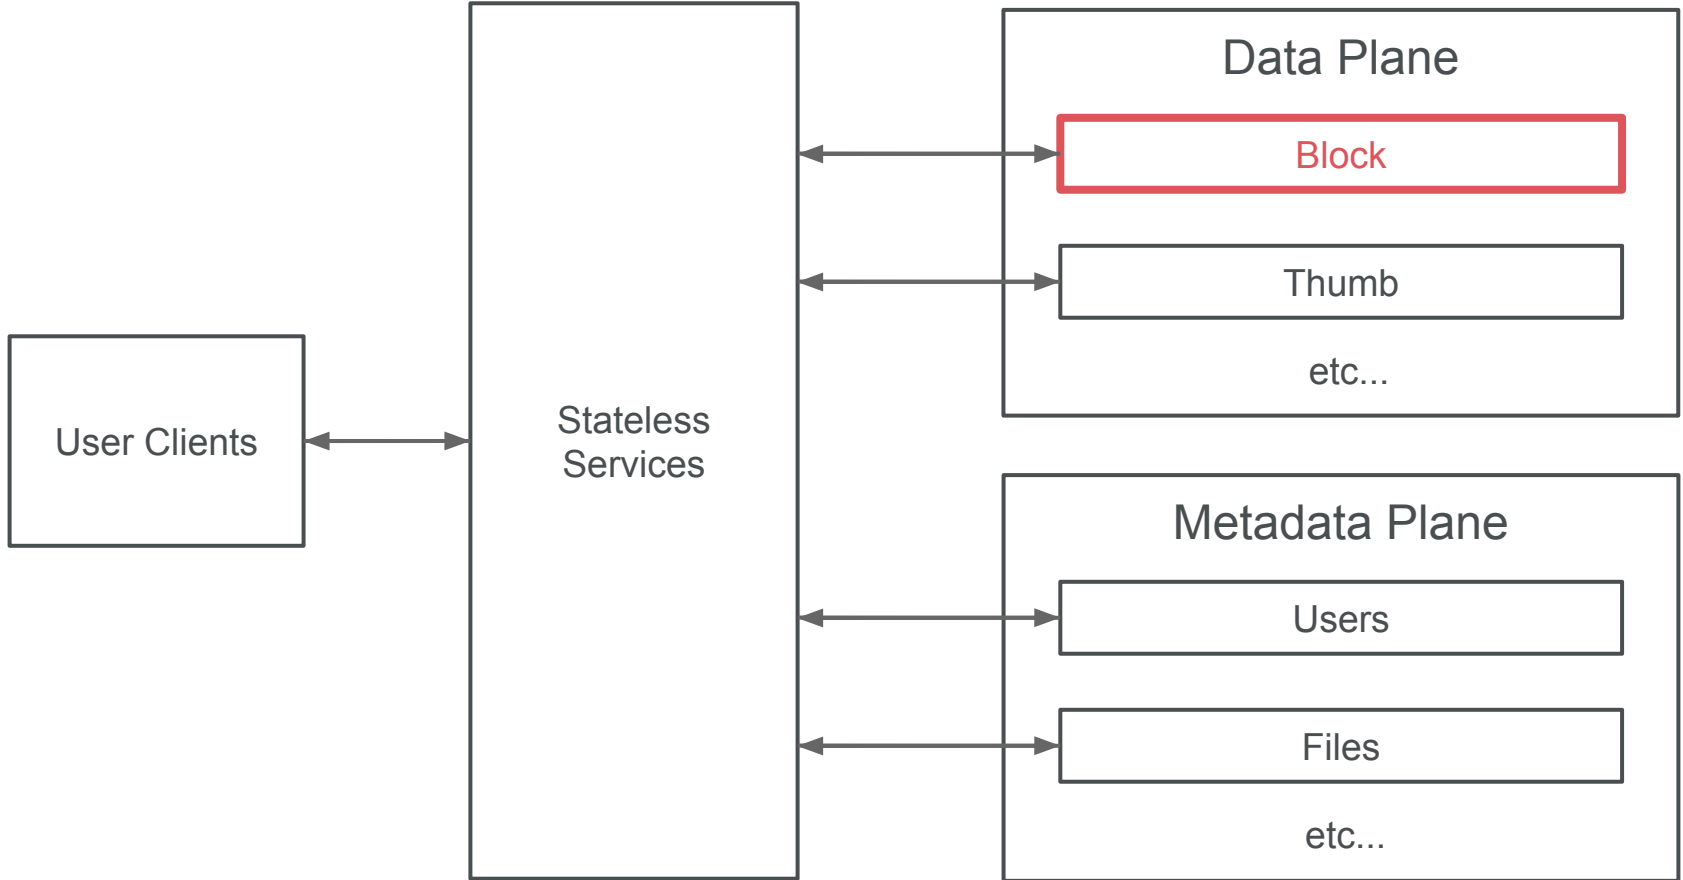 User Clients
Stateless
Services
Data Plane
Block
Thumb
etc...
Metadata Plane
Users
Files
etc...